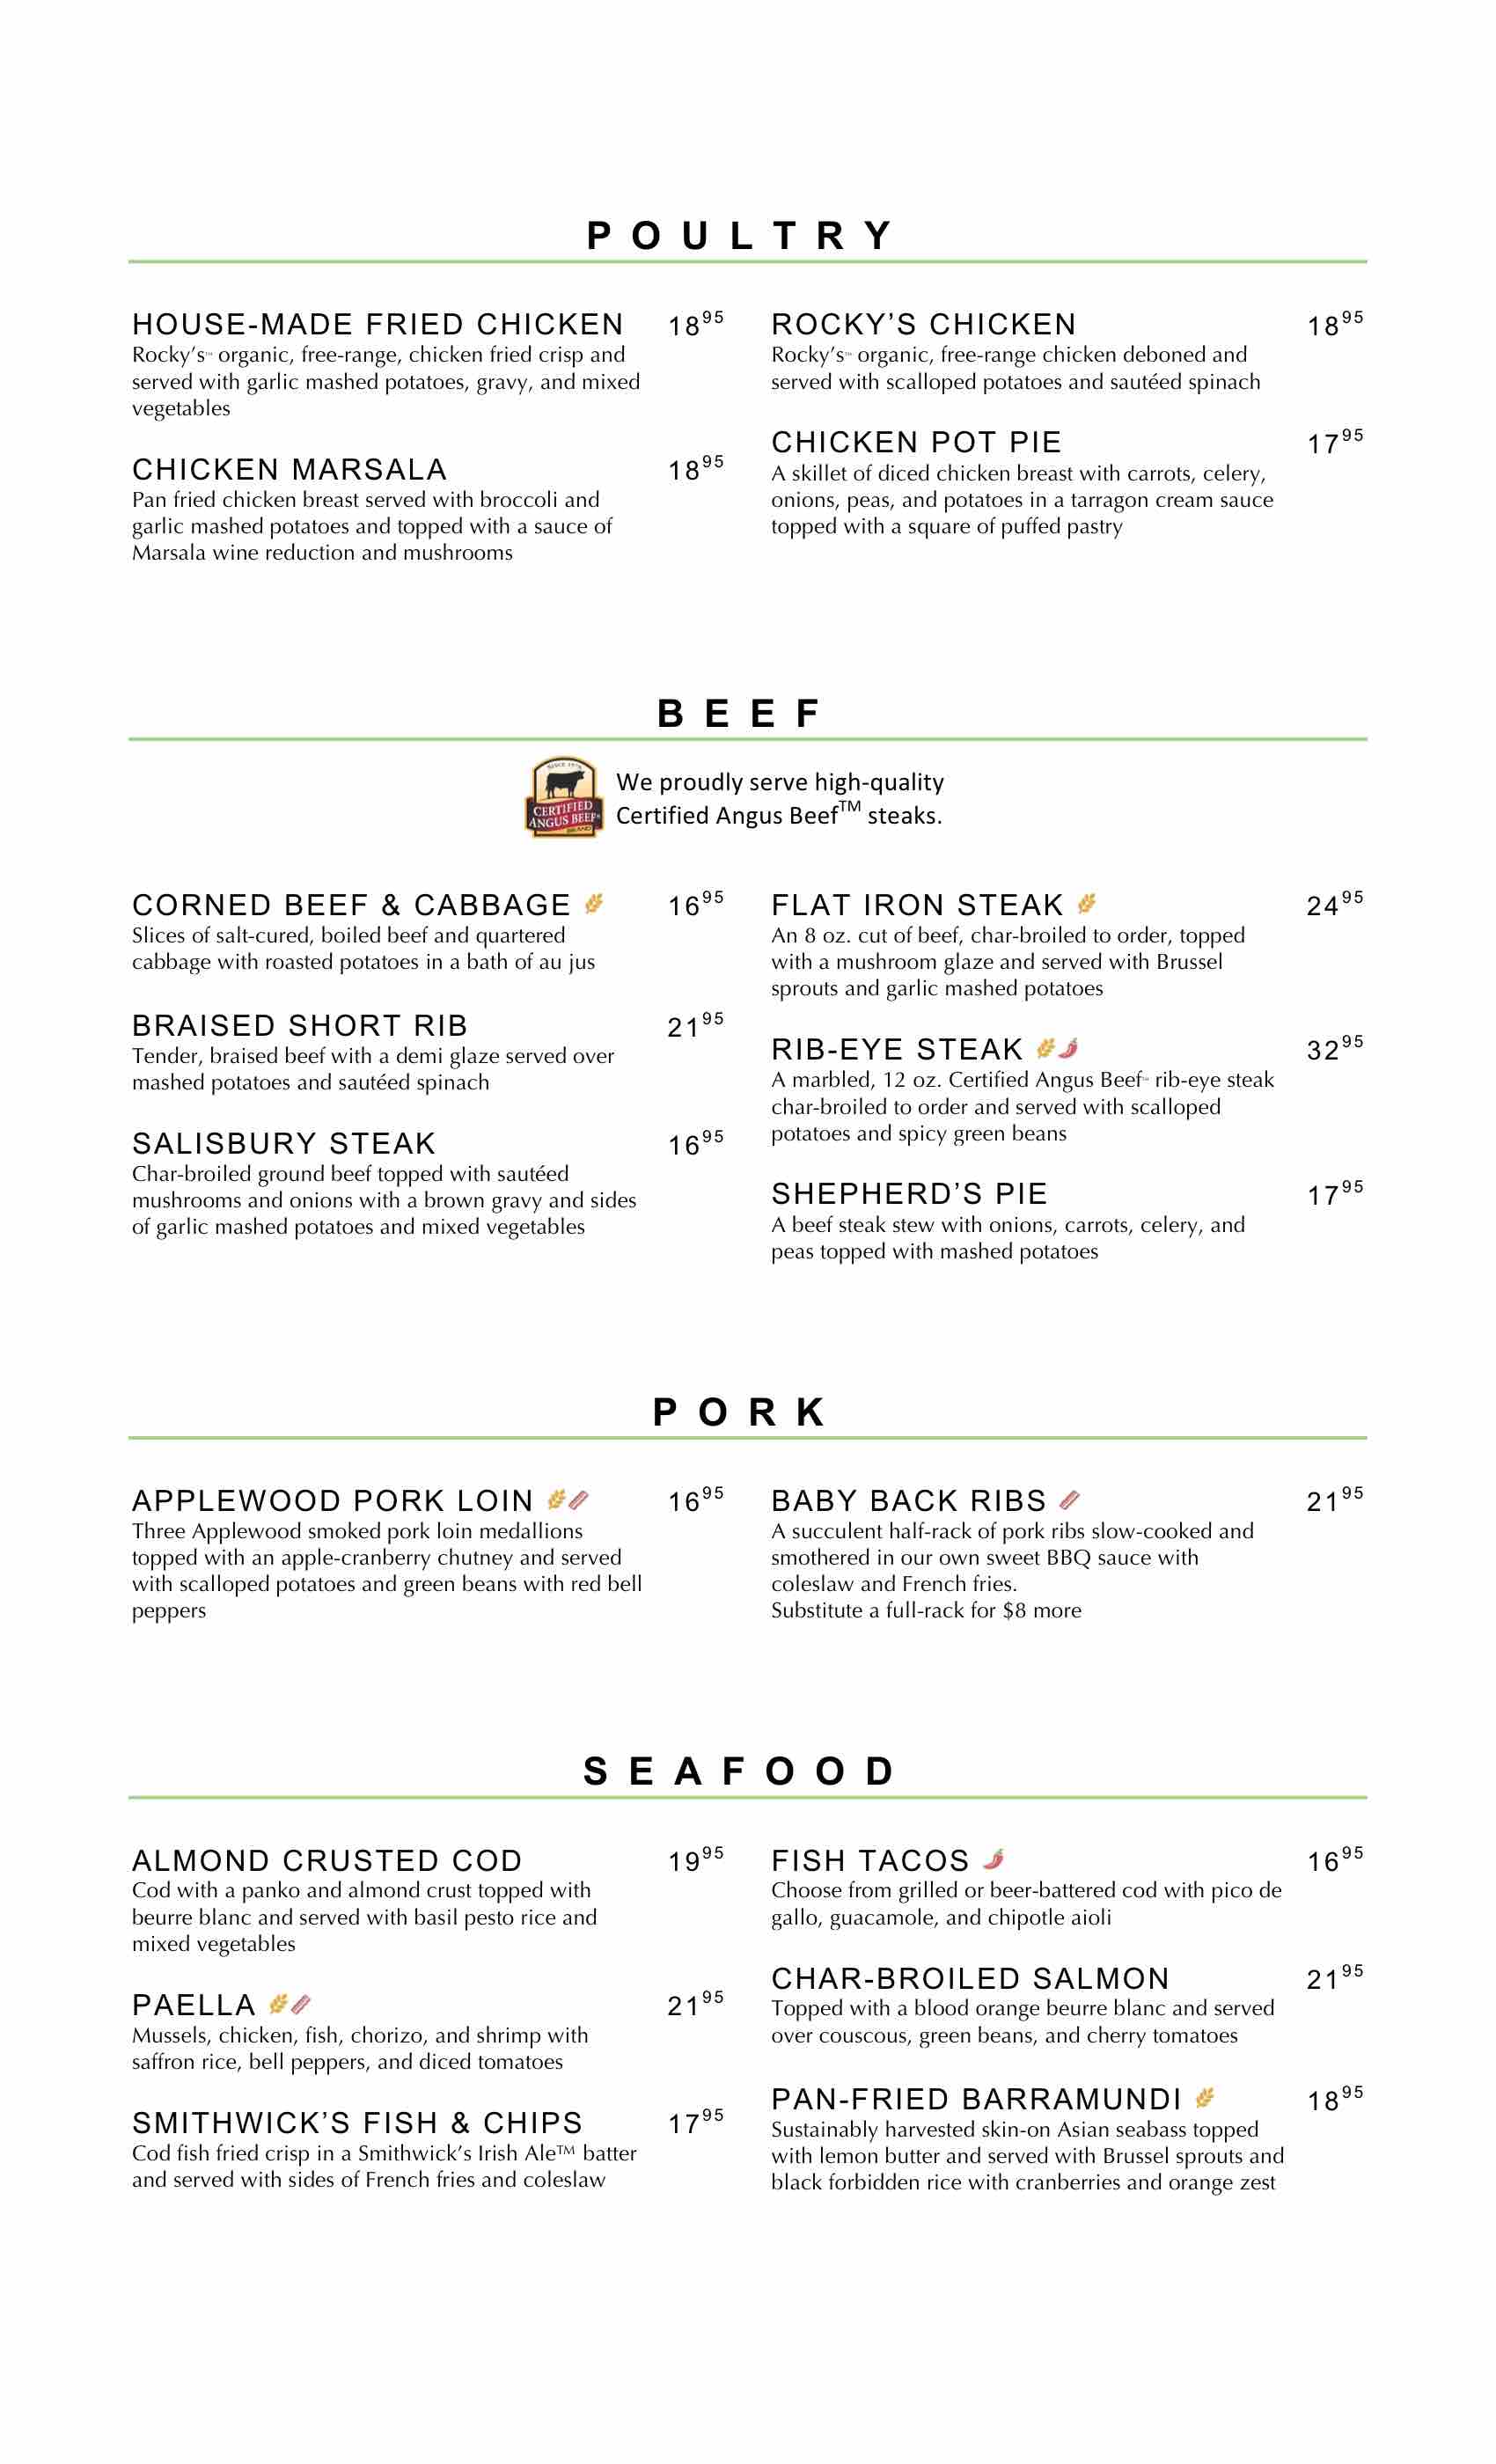 POULTRY
HOUSE-MADE FRIED CHICKEN 18 95
Rocky's™ organic, free-range, chicken fried crisp and
served with garlic mashed potatoes, gravy, and mixed
vegetables
CHICKEN MARSALA 18 95
Pan fried chicken breast served with broccoli and
garlic mashed potatoes and topped with a sauce of
Marsala wine reduction and mushrooms
ROCKY'S CHICKEN 18 95
Rocky's™ organic, free-range chicken deboned and
served with scalloped potatoes and sautéed spinach
CHICKEN POT PIE 17 95
A skillet of diced chicken breast with carrots, celery,
onions, peas, and potatoes in a tarragon cream sauce
topped with a square of puffed pastry
BEEF
SINCE 1978
CERTIFIED
ANGUS BEEF®
BRAND
We proudly serve high-quality
Certified Angus Beef™ steaks.
CORNED BEEF & CABBAGE 16 95
Slices of salt-cured, boiled beef and quartered
cabbage with roasted potatoes in a bath of au jus
BRAISED SHORT RIB 21 95
Tender, braised beef with a demi glaze served over
mashed potatoes and sautéed spinach
SALISBURY STEAK 16 95
Char-broiled ground beef topped with sautéed
mushrooms and onions with a brown gravy and sides
of garlic mashed potatoes and mixed vegetables
FLAT IRON STEAK 24 95
An 8 oz. cut of beef, char-broiled to order, topped
with a mushroom glaze and served with Brussel
sprouts and garlic mashed potatoes
RIB-EYE STEAK 32 95
A marbled, 12 oz. Certified Angus Beef™ rib-eye steak
char-broiled to order and served with scalloped
potatoes and spicy green beans
SHEPHERD'S PIE 17 95
A beef steak stew with onions, carrots, celery, and
peas topped with mashed potatoes
PORK
APPLEWOOD PORK LOIN 16 95
Three Applewood smoked pork loin medallions
topped with an apple-cranberry chutney and served
with scalloped potatoes and green beans with red bell
peppers
BABY BACK RIBS 21 95
A succulent half-rack of pork ribs slow-cooked and
smothered in our own sweet BBQ sauce with
coleslaw and French fries.
Substitute a full-rack for $8 more
SEAFOOD
ALMOND CRUSTED COD 19 95
Cod with a panko and almond crust topped with
beurre blanc and served with basil pesto rice and
mixed vegetables
PAELLA 21 95
Mussels, chicken, fish, chorizo, and shrimp with
saffron rice, bell peppers, and diced tomatoes
SMITHWICK'S FISH & CHIPS 17 95
Cod fish fried crisp in a Smithwick's Irish Ale™ batter
and served with sides of French fries and coleslaw
FISH TACOS 16 95
Choose from grilled or beer-battered cod with pico de
gallo, guacamole, and chipotle aioli
CHAR-BROILED SALMON 21 95
Topped with a blood orange beurre blanc and served
over couscous, green beans, and cherry tomatoes
PAN-FRIED BARRAMUNDI 18 95
Sustainably harvested skin-on Asian seabass topped
with lemon butter and served with Brussel sprouts and
black forbidden rice with cranberries and orange zest